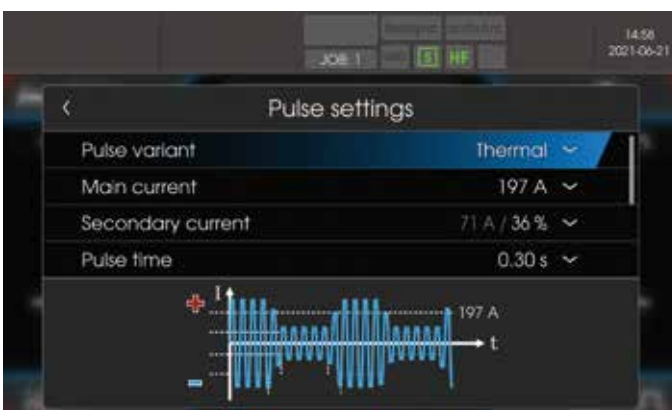 14:58
JOB 1 S HF
2021-06-21
Pulse settings
Pulse variant Thermal
Main current 197 A
Secondary current 71 A / 36 %
Pulse time 0.30 s
I
197 A
t